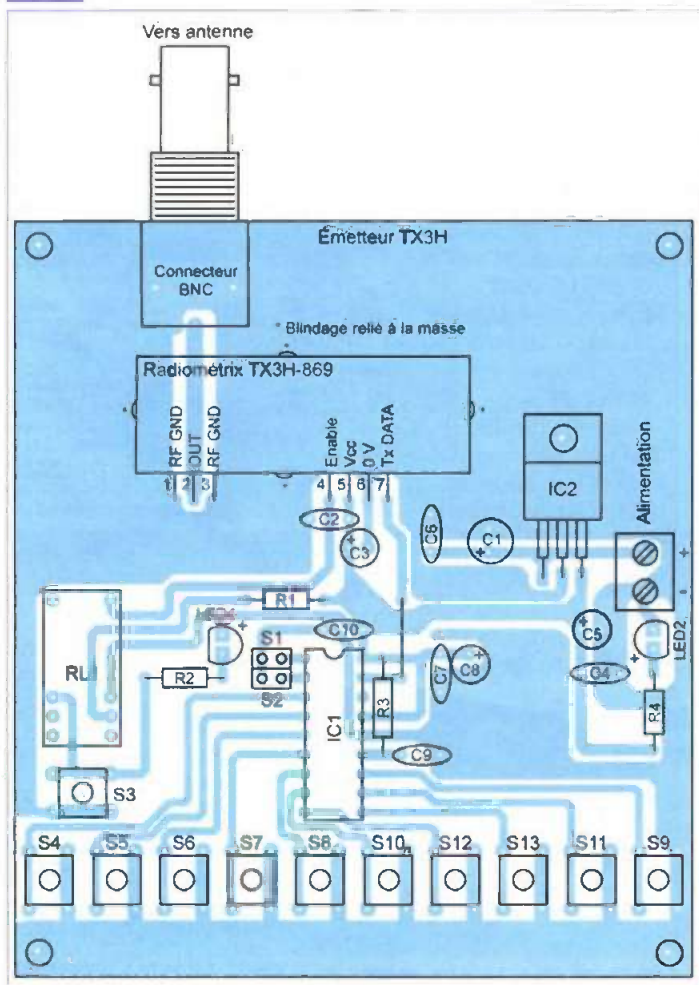 Vers antenne
Émetteur TX3H
Connecteur
BNC
Blindage relié à la masse
Radiométrix TX3H-869
RF GND
OUT
RF GND
Enable
Vcc
0 V
Tx DATA
1 2 3
4 5 6 7
IC2
Alimentation
+
-
C2
C3
C6
C1
R1
C10
C5
LED2
S1
S2
RL1
R2
C7
C8
C4
R3
R4
IC1
C9
S3
S4 S5 S6 S7 S8 S10 S12 S13 S11 S9